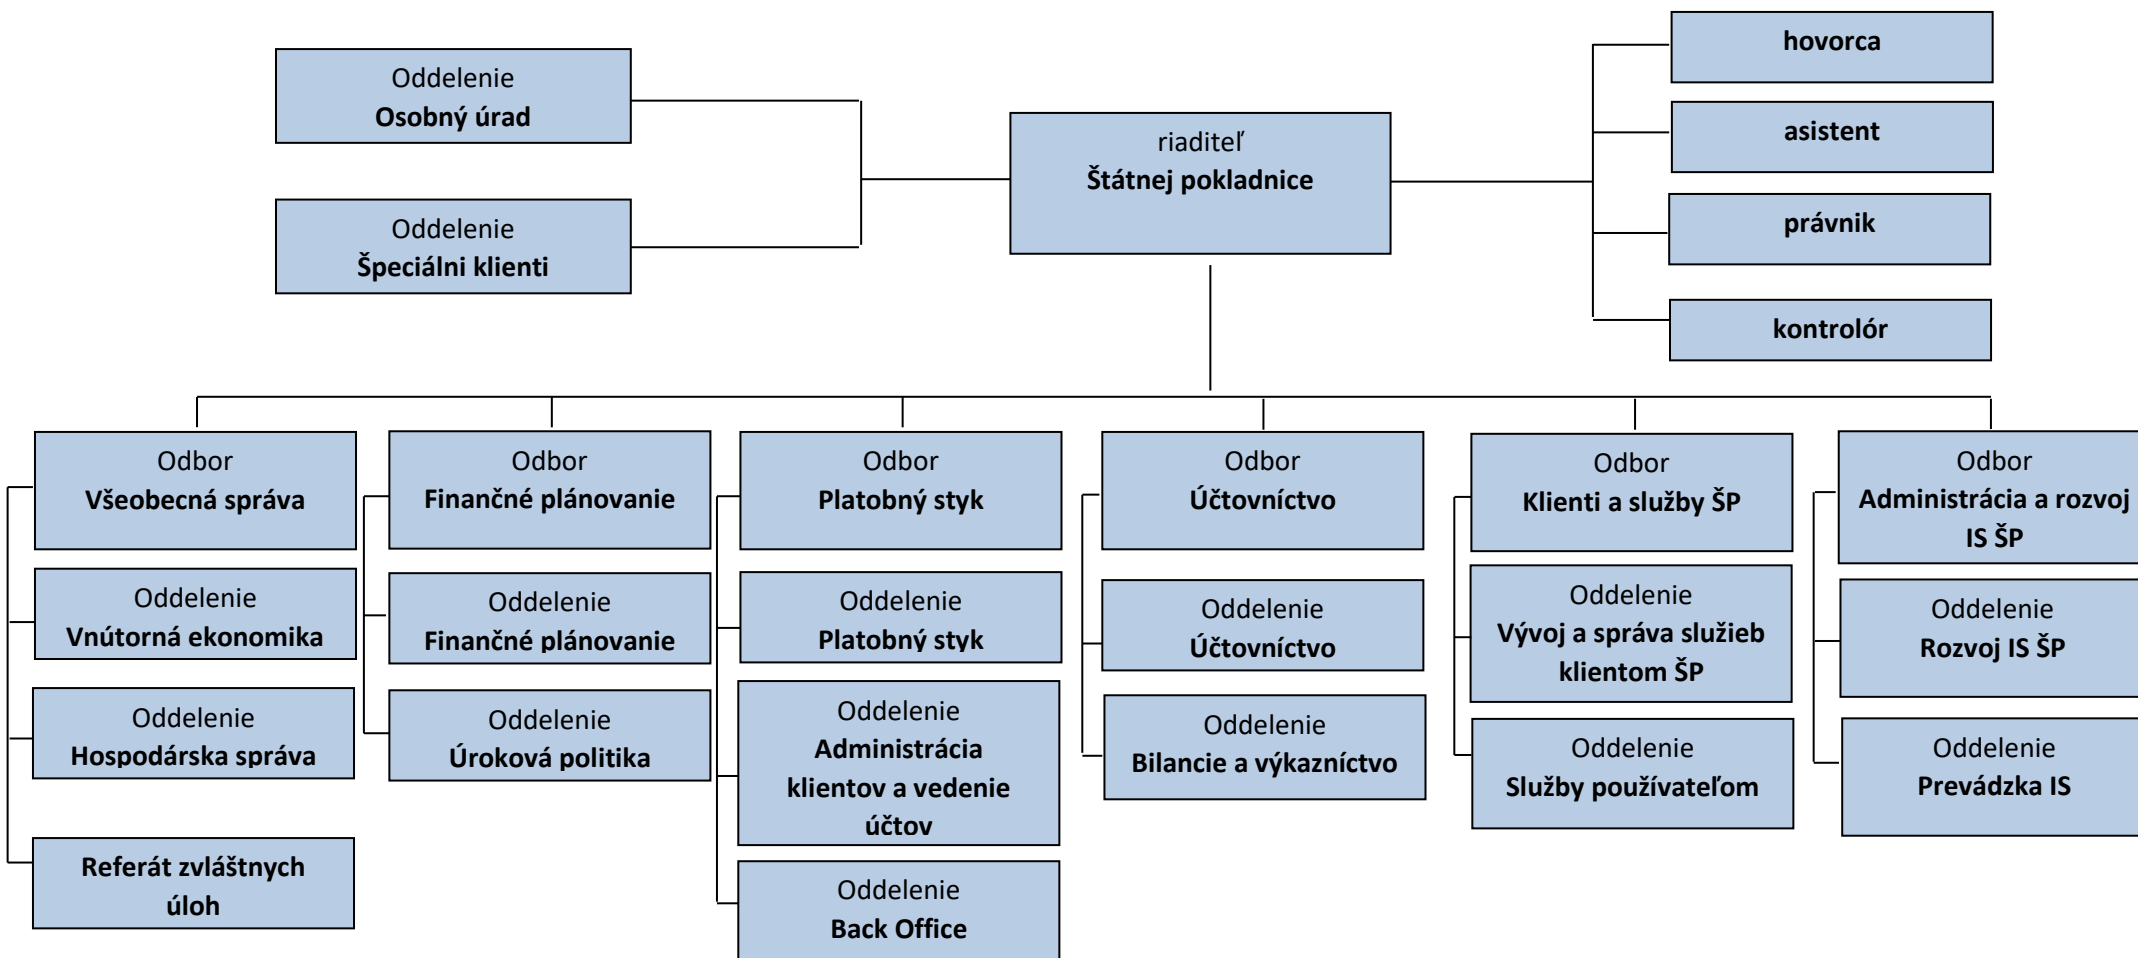 Oddelenie
Osobný úrad
Oddelenie
Špeciálni klienti
riaditeľ
Štátnej pokladnice
hovorca
asistent
právnik
kontrolór
Odbor
Všeobecná správa
Oddelenie
Vnútorná ekonomika
Oddelenie
Hospodárska správa
Referát zvláštnych
úloh
Odbor
Finančné plánovanie
Oddelenie
Finančné plánovanie
Oddelenie
Úroková politika
Odbor
Platobný styk
Oddelenie
Platobný styk
Oddelenie
Administrácia
klientov a vedenie
účtov
Oddelenie
Back Office
Odbor
Účtovníctvo
Oddelenie
Účtovníctvo
Oddelenie
Bilancie a výkazníctvo
Odbor
Klienti a služby ŠP
Oddelenie
Vývoj a správa služieb
klientom ŠP
Oddelenie
Služby používateľom
Odbor
Administrácia a rozvoj
IS ŠP
Oddelenie
Rozvoj IS ŠP
Oddelenie
Prevádzka IS